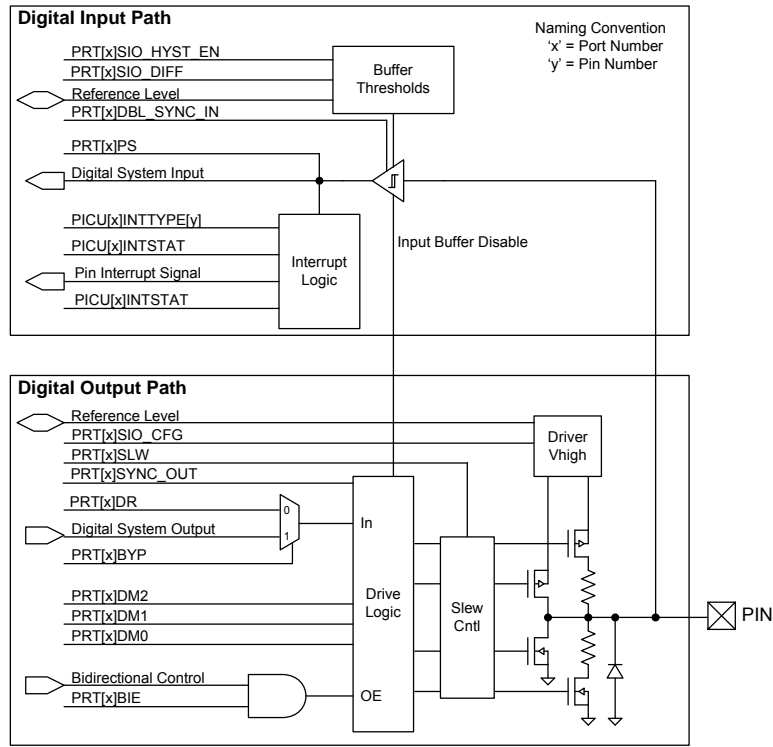 Digital Input Path
Naming Convention
'x' = Port Number
'y' = Pin Number
PRT[x]SIO_HYST_EN
PRT[x]SIO_DIFF
Reference Level
PRT[x]DBL_SYNC_IN
Buffer
Thresholds
PRT[x]PS
Digital System Input
PICU[x]INTTYPE[y]
PICU[x]INTSTAT
Pin Interrupt Signal
PICU[x]INTSTAT
Interrupt
Logic
Input Buffer Disable
Digital Output Path
Reference Level
PRT[x]SIO_CFG
PRT[x]SLW
PRT[x]SYNC_OUT
Driver
Vhigh
PRT[x]DR
Digital System Output
PRT[x]BYP
0
1
In
PRT[x]DM2
PRT[x]DM1
PRT[x]DM0
Drive
Logic
Slew
Cntl
PIN
Bidirectional Control
PRT[x]BIE
OE